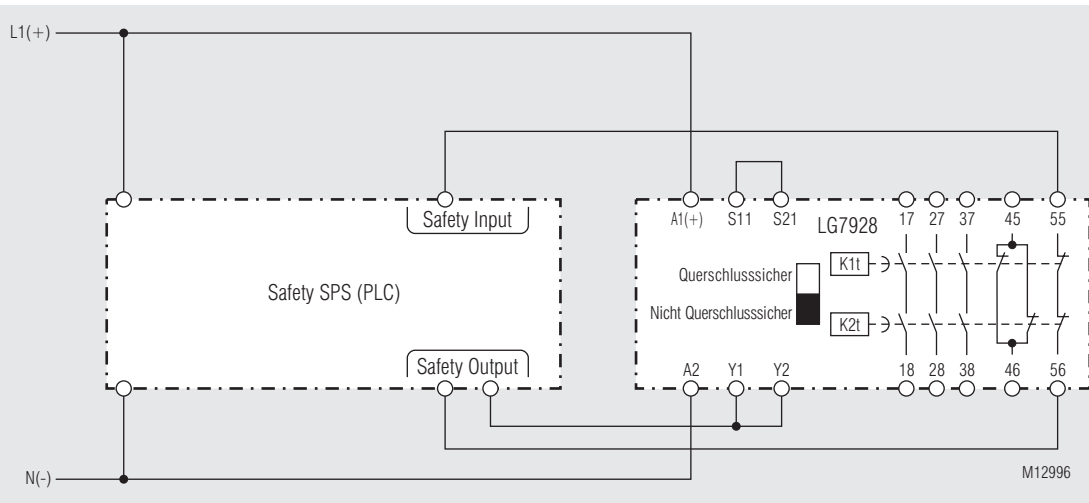 L1(+)
Safety Input
A1(+) S11 S21 LG7928 17 27 37 45 55
K1t
Querschlusssicher
Safety SPS (PLC)
Nicht Querschlusssicher
K2t
Safety Output
A2 Y1 Y2 18 28 38 46 56
N(-)
M12996